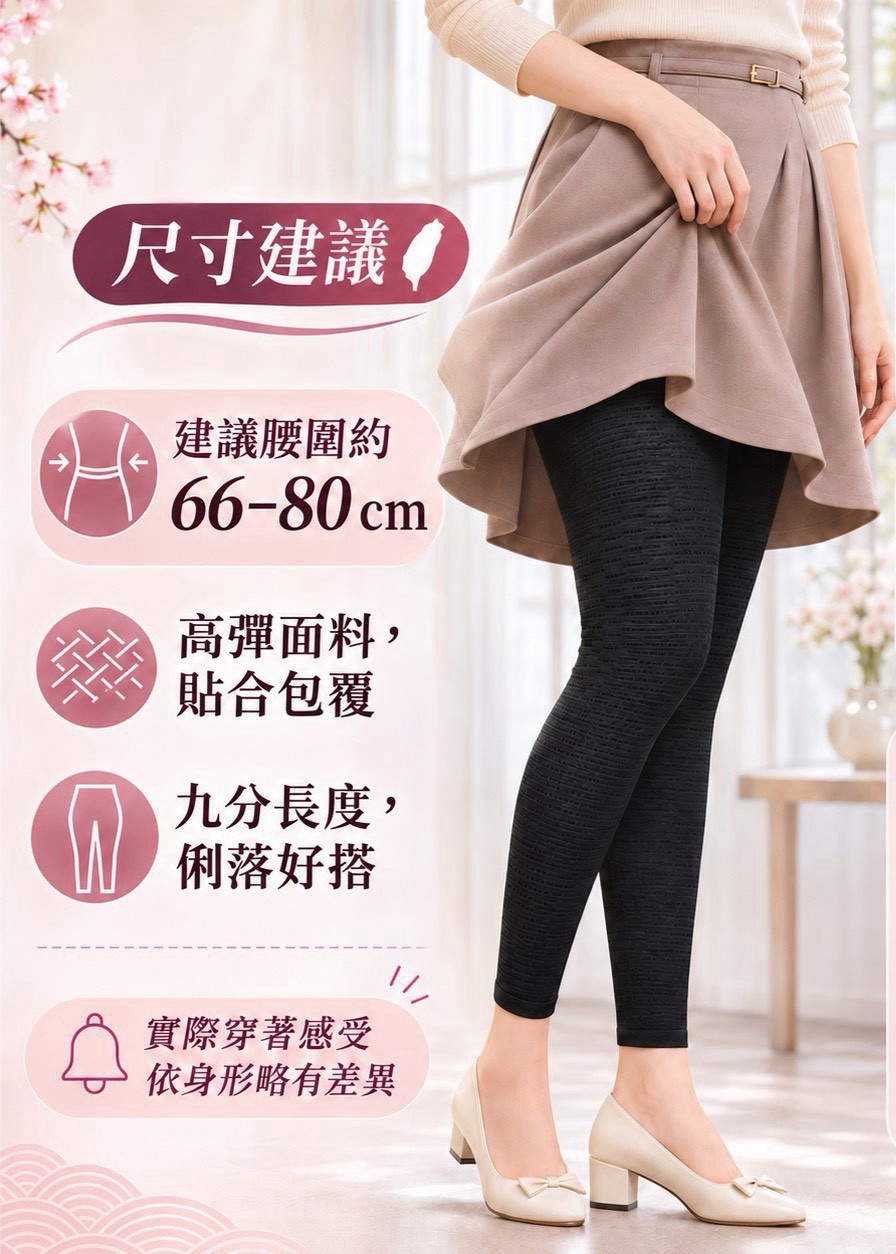 尺寸建議
建議腰圍約
66-80 cm
高彈面料，
貼合包覆
九分長度，
俐落好搭
實際穿著感受
依身形略有差異